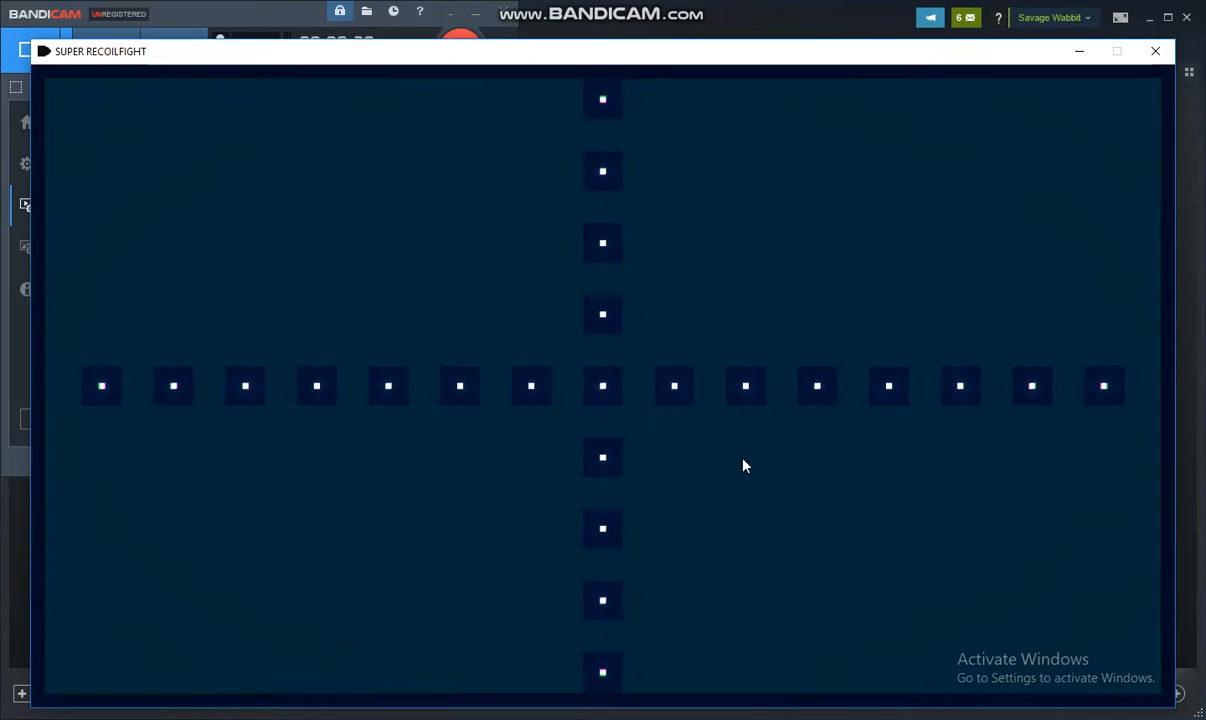 BANDICAM UNREGISTERED
www.BANDICAM.com
6
?
Savage Wabbit
SUPER RECOILFIGHT
Activate Windows
Go to Settings to activate Windows.